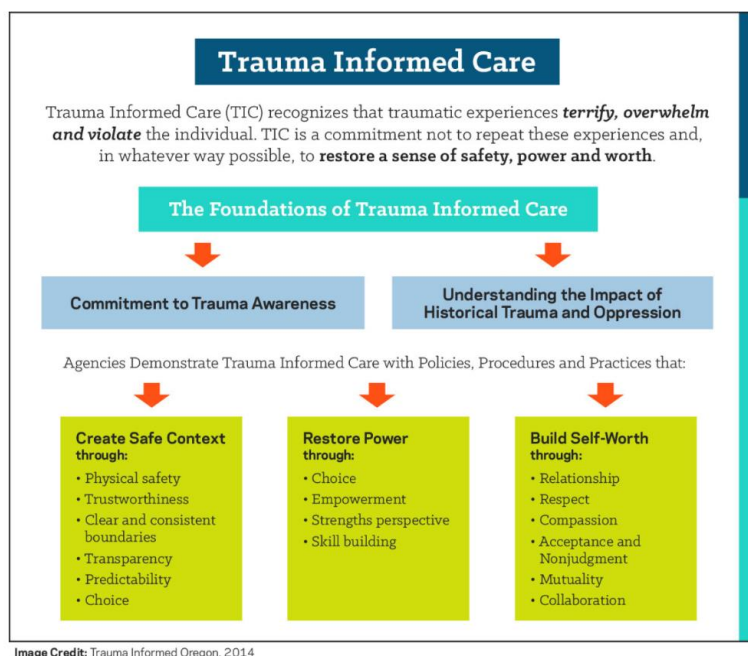 Trauma Informed Care
Trauma Informed Care (TIC) recognizes that traumatic experiences terrify, overwhelm
and violate the individual. TIC is a commitment not to repeat these experiences and,
in whatever way possible, to restore a sense of safety, power and worth.
The Foundations of Trauma Informed Care
Commitment to Trauma Awareness
Understanding the Impact of
Historical Trauma and Oppression
Agencies Demonstrate Trauma Informed Care with Policies, Procedures and Practices that:
Create Safe Context
through:
• Physical safety
• Trustworthiness
• Clear and consistent
boundaries
• Transparency
• Predictability
• Choice
Restore Power
through:
• Choice
• Empowerment
• Strengths perspective
• Skill building
Build Self-Worth
through:
• Relationship
• Respect
• Compassion
• Acceptance and
Nonjudgment
• Mutuality
• Collaboration
Image Credit: Trauma Informed Oregon, 2014